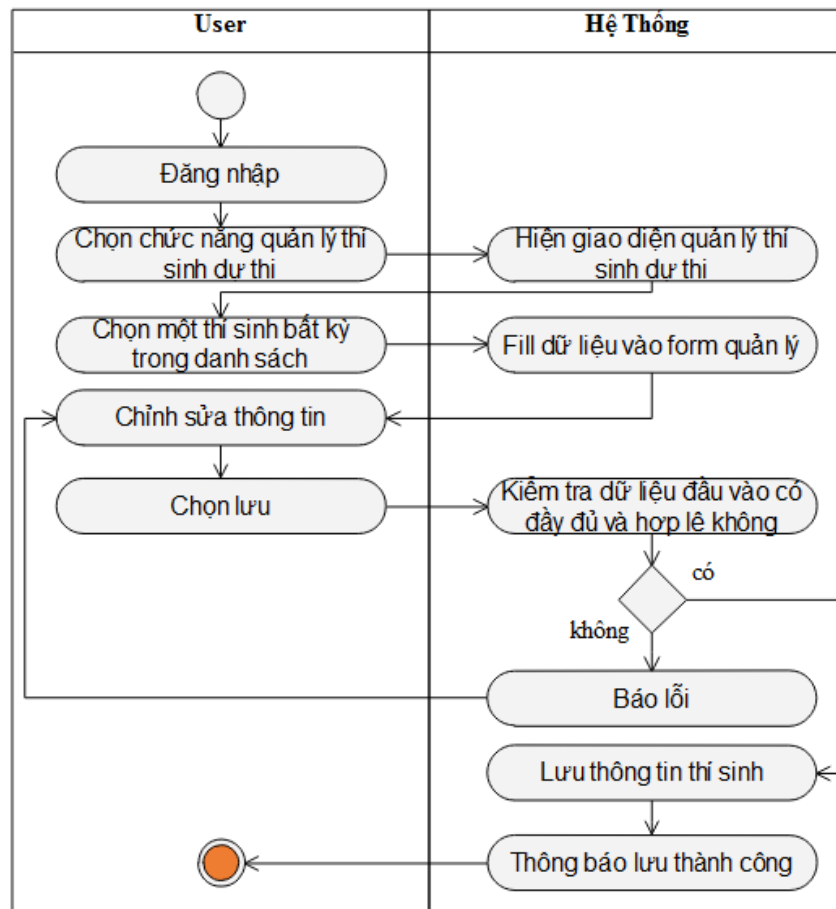 User
Hệ Thống
Đăng nhập
Chọn chức năng quản lý thí
sinh dự thi
Hiện giao diện quản lý thí
sinh dự thi
Chọn một thí sinh bất kỳ
trong danh sách
Fill dữ liệu vào form quản lý
Chỉnh sửa thông tin
Chọn lưu
Kiểm tra dữ liệu đầu vào có
đầy đủ và hợp lê không
có
không
Báo lỗi
Lưu thông tin thí sinh
Thông báo lưu thành công